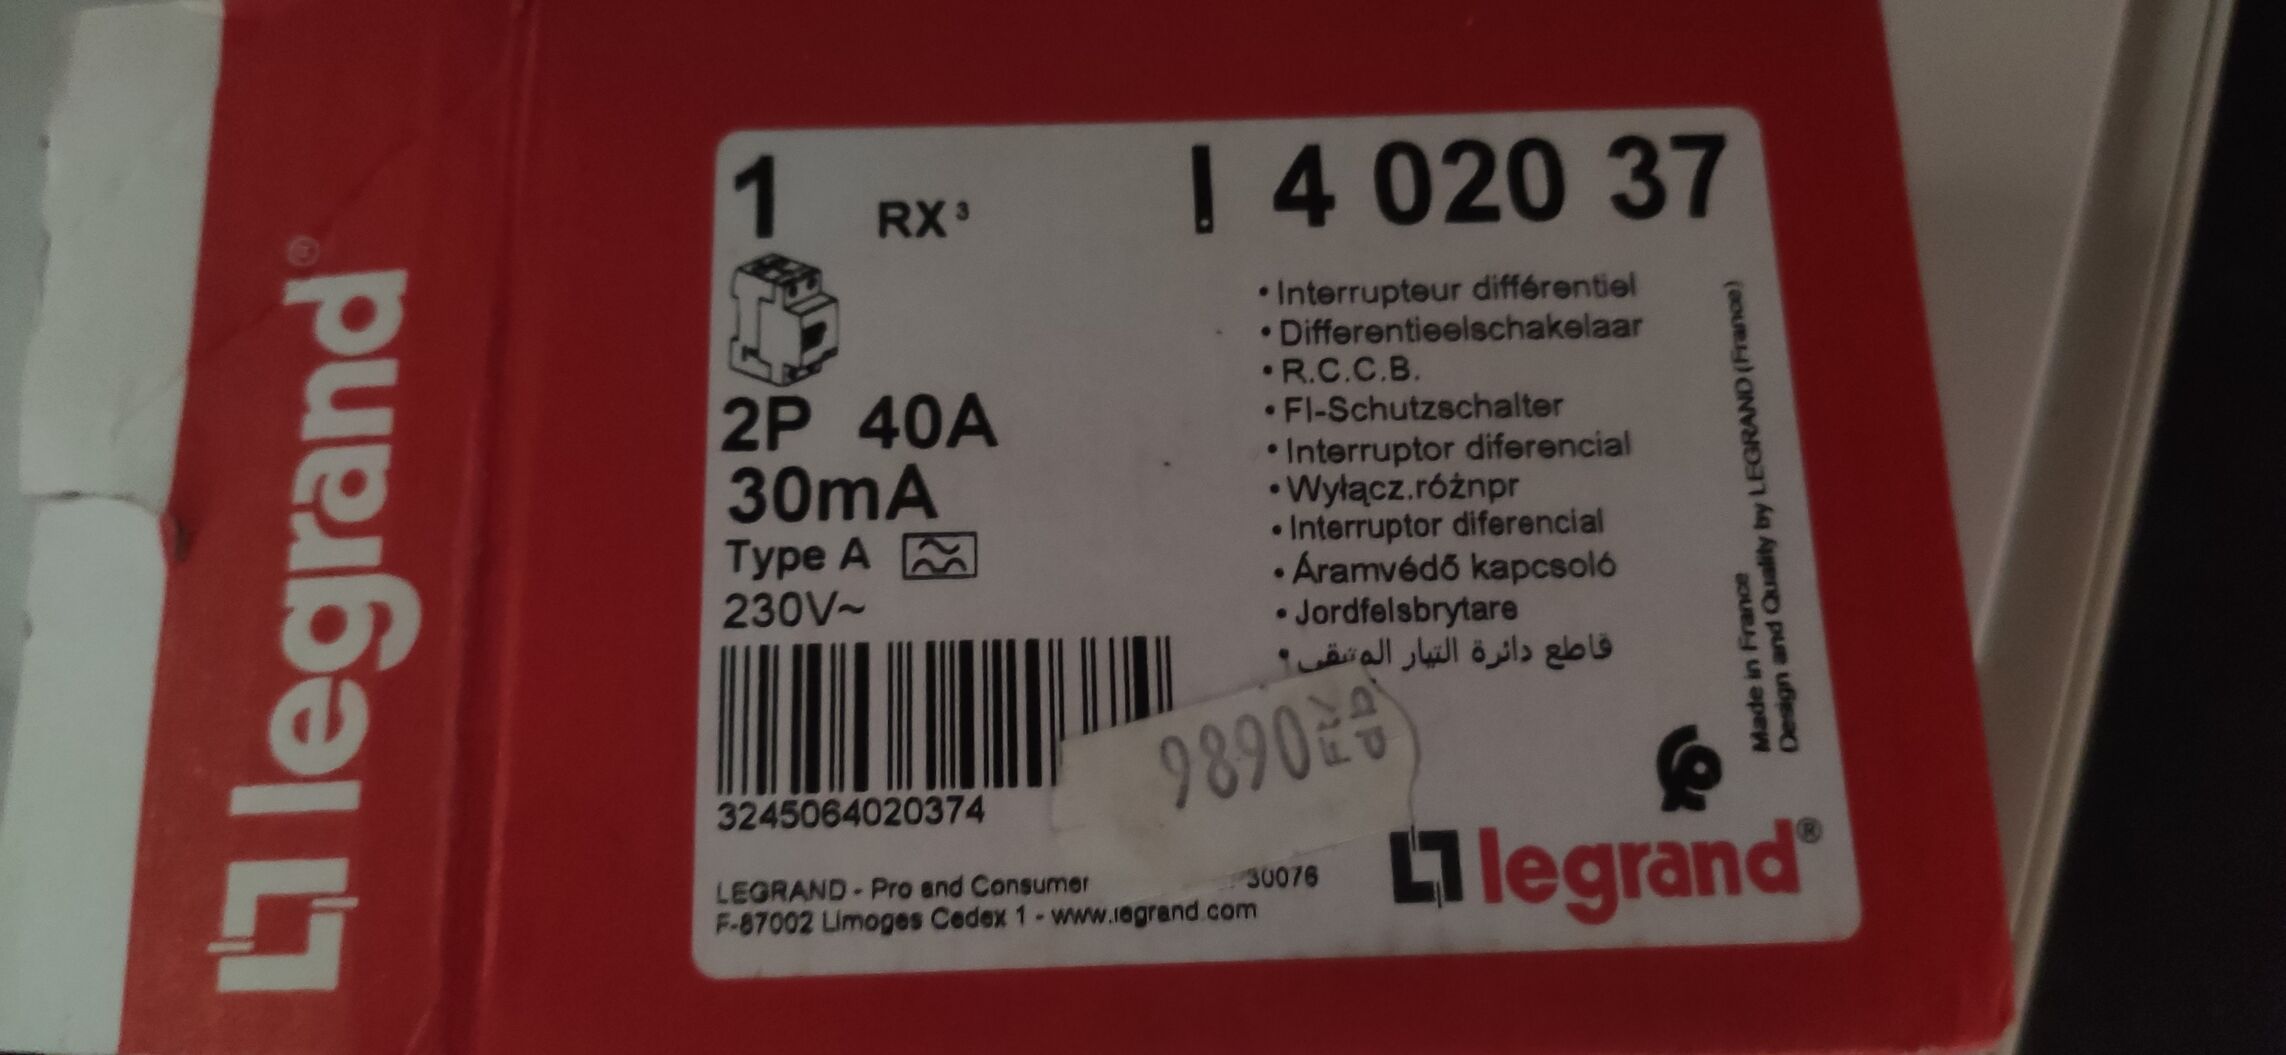 legrand®
1 RX³ 4 020 37
2P 40A
30mA
Type A
230V~
3245064020374
• Interrupteur différentiel
• Differentieelschakelaar
• R.C.C.B.
• FI-Schutzschalter
• Interruptor diferencial
• Wyłącz.różnpr
• Interruptor diferencial
• Áramvédő kapcsoló
• Jordfelsbrytare
• قاطع دائرة التيار المتبقى
Made in France
Design and Quality by LEGRAND (France)
9890
LEGRAND - Pro and Consumer 30076
F-87002 Limoges Cedex 1 - www.legrand.com
legrand®